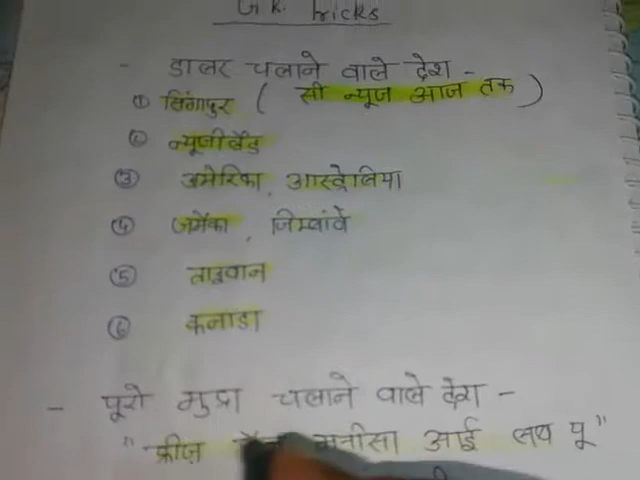 G.K. tricks
- डालर चलाने वाले देश -
① सिंगापुर ( सी न्यूज आज तक )
② न्यूजीलैंड
③ अमेरिका, आस्ट्रेलिया
④ जमैका, जिम्बांवे
⑤ ताइवान
⑥ कनाडा
- यूरो मुद्रा चलाने वाले देश -
" फ्रीज़ मनीसा आई लव यू "